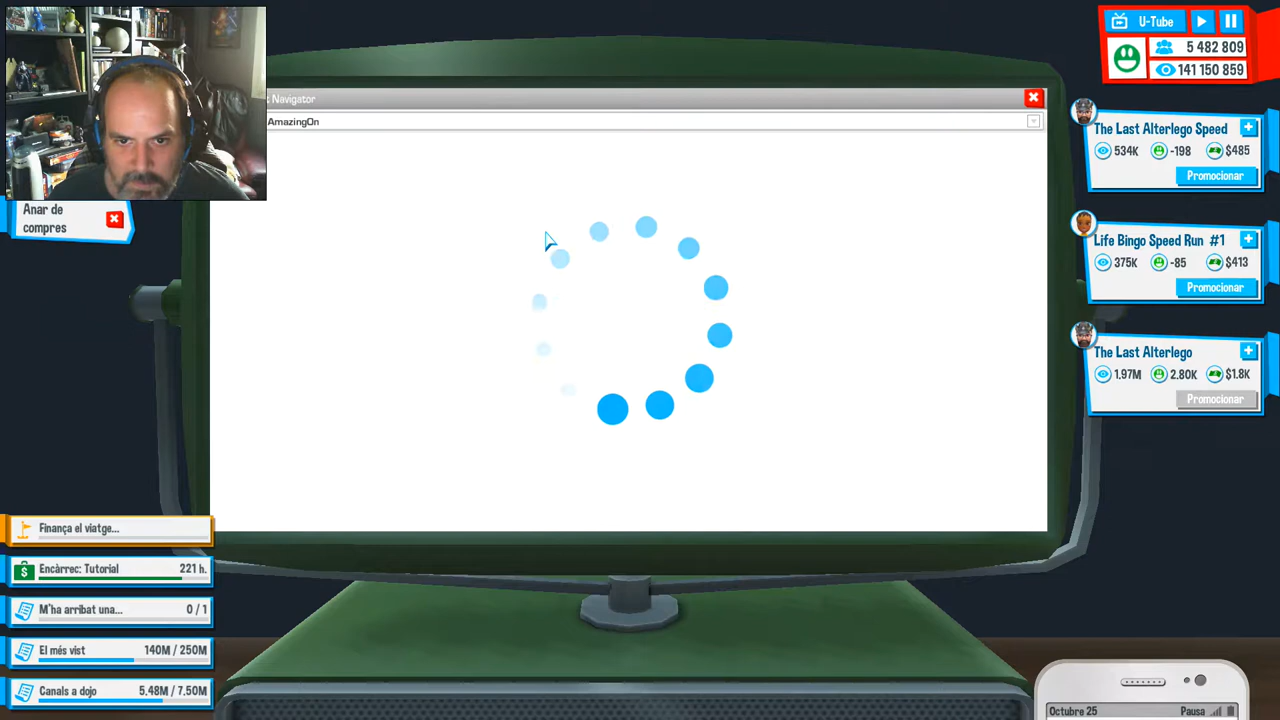 U-Tube
5 482 809
141 150 859
t Navigator
AmazingOn
Anar de
compres
The Last Alterlego Speed
534K
-198
$485
Promocionar
Life Bingo Speed Run #1
375K
-85
$413
Promocionar
The Last Alterlego
1.97M
2.80K
$1.8K
Promocionar
Finança el viatge...
Encàrrec: Tutorial
221 h.
M'ha arribat una...
0 / 1
El més vist
140M / 250M
Canals a dojo
5.48M / 7.50M
Octubre 25
Pausa